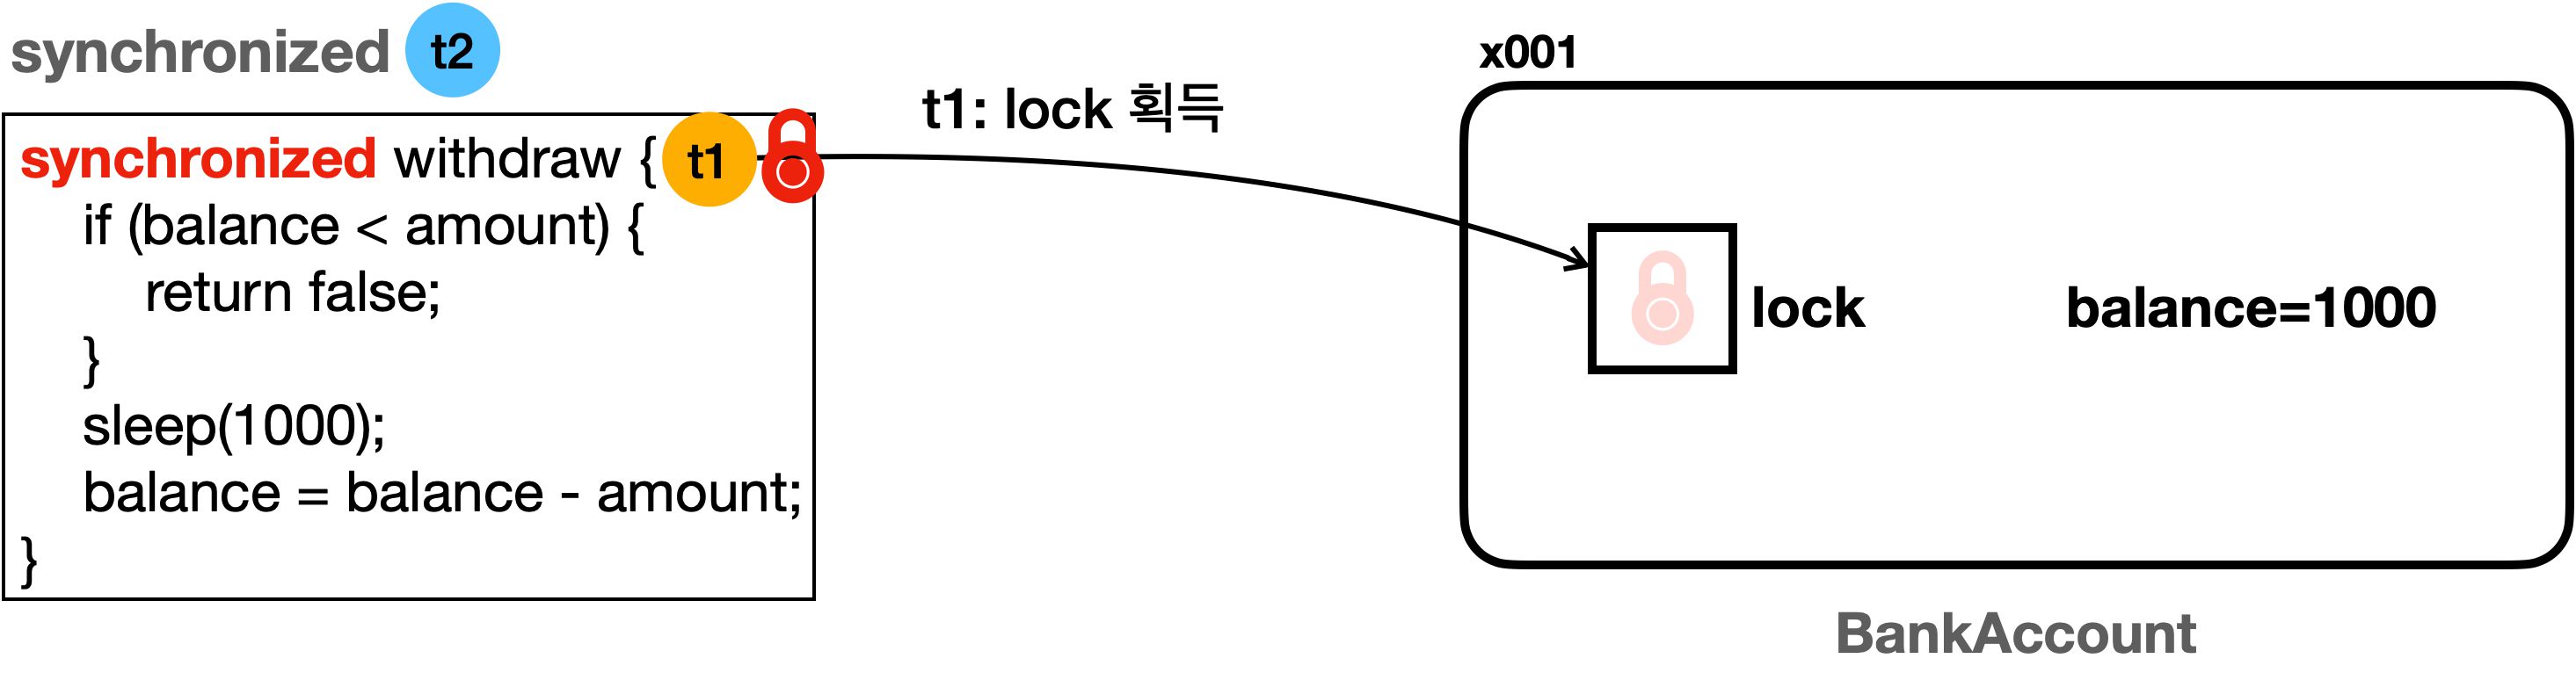 synchronized t2
synchronized withdraw { t1
if (balance < amount) {
return false;
}
sleep(1000);
balance = balance - amount;
}
t1: lock 획득
x001
lock
balance=1000
BankAccount